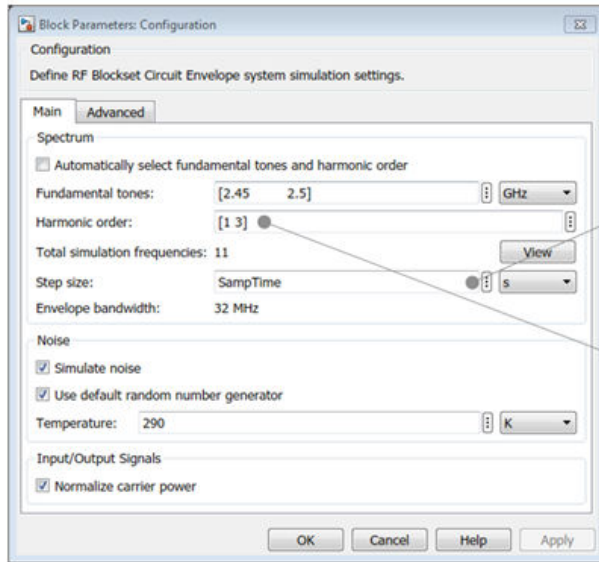 Block Parameters: Configuration
Configuration
Define RF Blockset Circuit Envelope system simulation settings.
Main Advanced
Spectrum
Automatically select fundamental tones and harmonic order
Fundamental tones: [2.45 2.5] GHz
Harmonic order: [1 3]
Total simulation frequencies: 11 View
Step size: SampTime s
Envelope bandwidth: 32 MHz
Noise
Simulate noise
Use default random number generator
Temperature: 290 K
Input/Output Signals
Normalize carrier power
OK Cancel Help Apply